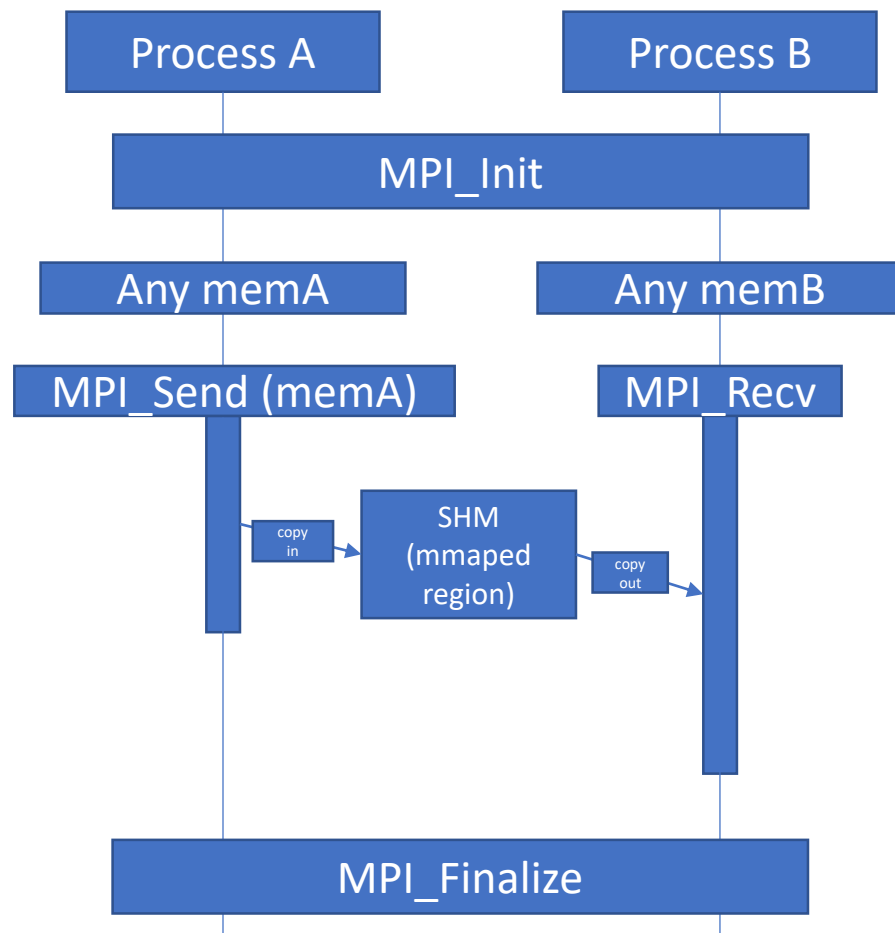 Process A
Process B
MPI_Init
Any memA
Any memB
MPI_Send (memA)
MPI_Recv
copy
in
SHM
(mmaped
region)
copy
out
MPI_Finalize